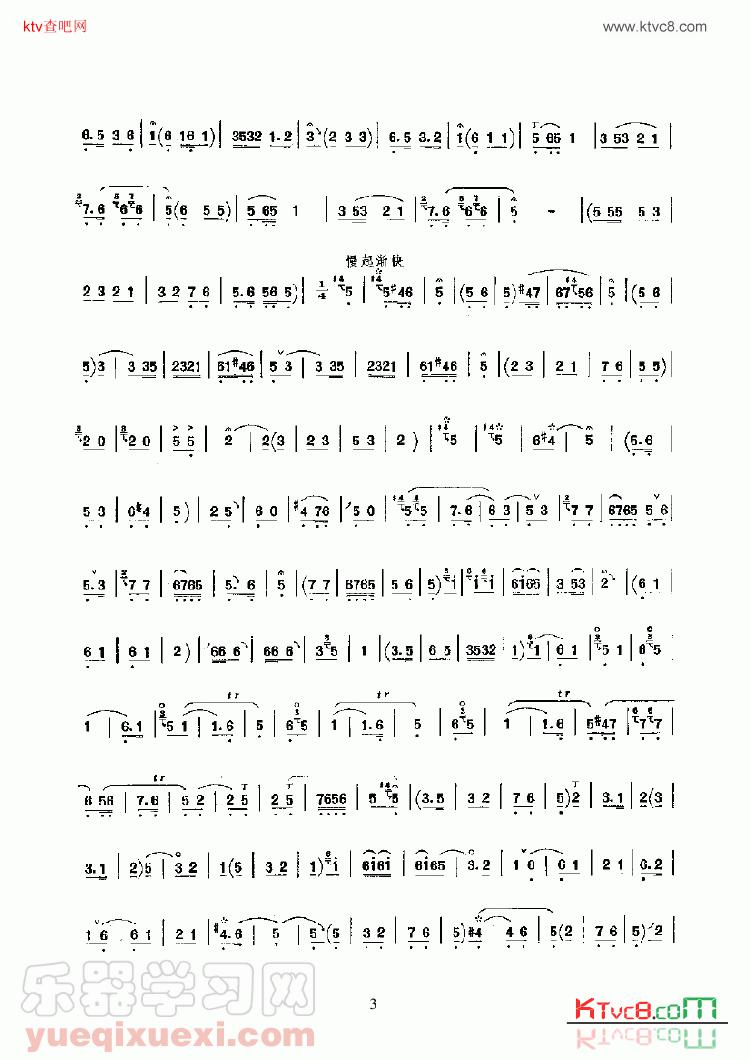 ktv查吧网
www.ktvc8.com
6.5 3 6 | 1(6 161) | 3532 1.2 | 3(2 3 3) | 6.5 3.2 | 1(6 1 1) | 5 65 1 | 3 53 2 1 |
7.6 6 6 | 5(6 5 5) | 5 65 1 | 3 53 2 1 | 7.6 6 6 | 5 - | (5 55 5 3
慢起渐快
2 3 2 1 | 3 2 7 6 | 5.6 56 5) | 1/4 5 | 5#46 | 5 | (5 6 | 5)#47 | 67 56 | 5 | (5 6
5)3 | 3 35 | 2321 | 61#46 | 5 3 | 3 35 | 2321 | 61#46 | 5 | (2 3 | 2 1 | 7 6 | 5 5)
2 0 | 2 0 | 5 5 | 2 | 2(3 | 2 3 | 5 3 | 2 ) | 5 | 5 | 6#4 | 5 | (5.6
5 3 | 0#4 | 5) | 2 5 | 6 0 | #4 76 | 5 0 | 5 5 | 7.6 | 6 3 | 5 3 | 7 7 | 6765 5 6
5.3 | 7 7 | 6765 | 5 6 | 5 | (7 7 | 6765 | 5 6 | 5) i | i i | 6i65 | 3 53 | 2 | (6 1
6 1 | 6 1 | 2) | 66 6 | 66 6 | 3 5 | 1 | (3.5 | 6 5 | 3532 | 1) 1 | 6 1 | 5 1 | 6 5
tr
tr
tr
1 | 6.1 | 5 1 | 1.6 | 5 | 6 5 | 1 | 1.6 | 5 | 6 5 | 1 | 1.6 | 5#47 | 7 7
tr
6 56 | 7.6 | 5 2 | 2 5 | 2 5 | 7656 | 5 5 | (3.5 | 3 2 | 7 6 | 5)2 | 3.1 | 2(3
3.1 | 2)5 | 3 2 | 1(5 | 3 2 | 1) i | 6i6i | 6i65 | 3.2 | 1 0 | 6 1 | 2 1 | 6.2
1 6 | 6 1 | 2 1 | #4.6 | 5 | 5 | 5(2 | 3 2 | 7 6 | 5)#4 | 4 6 | 5(2 | 7 6 | 5) 2
乐器学习网
yueqixuexi.com
3
KTvc8.com